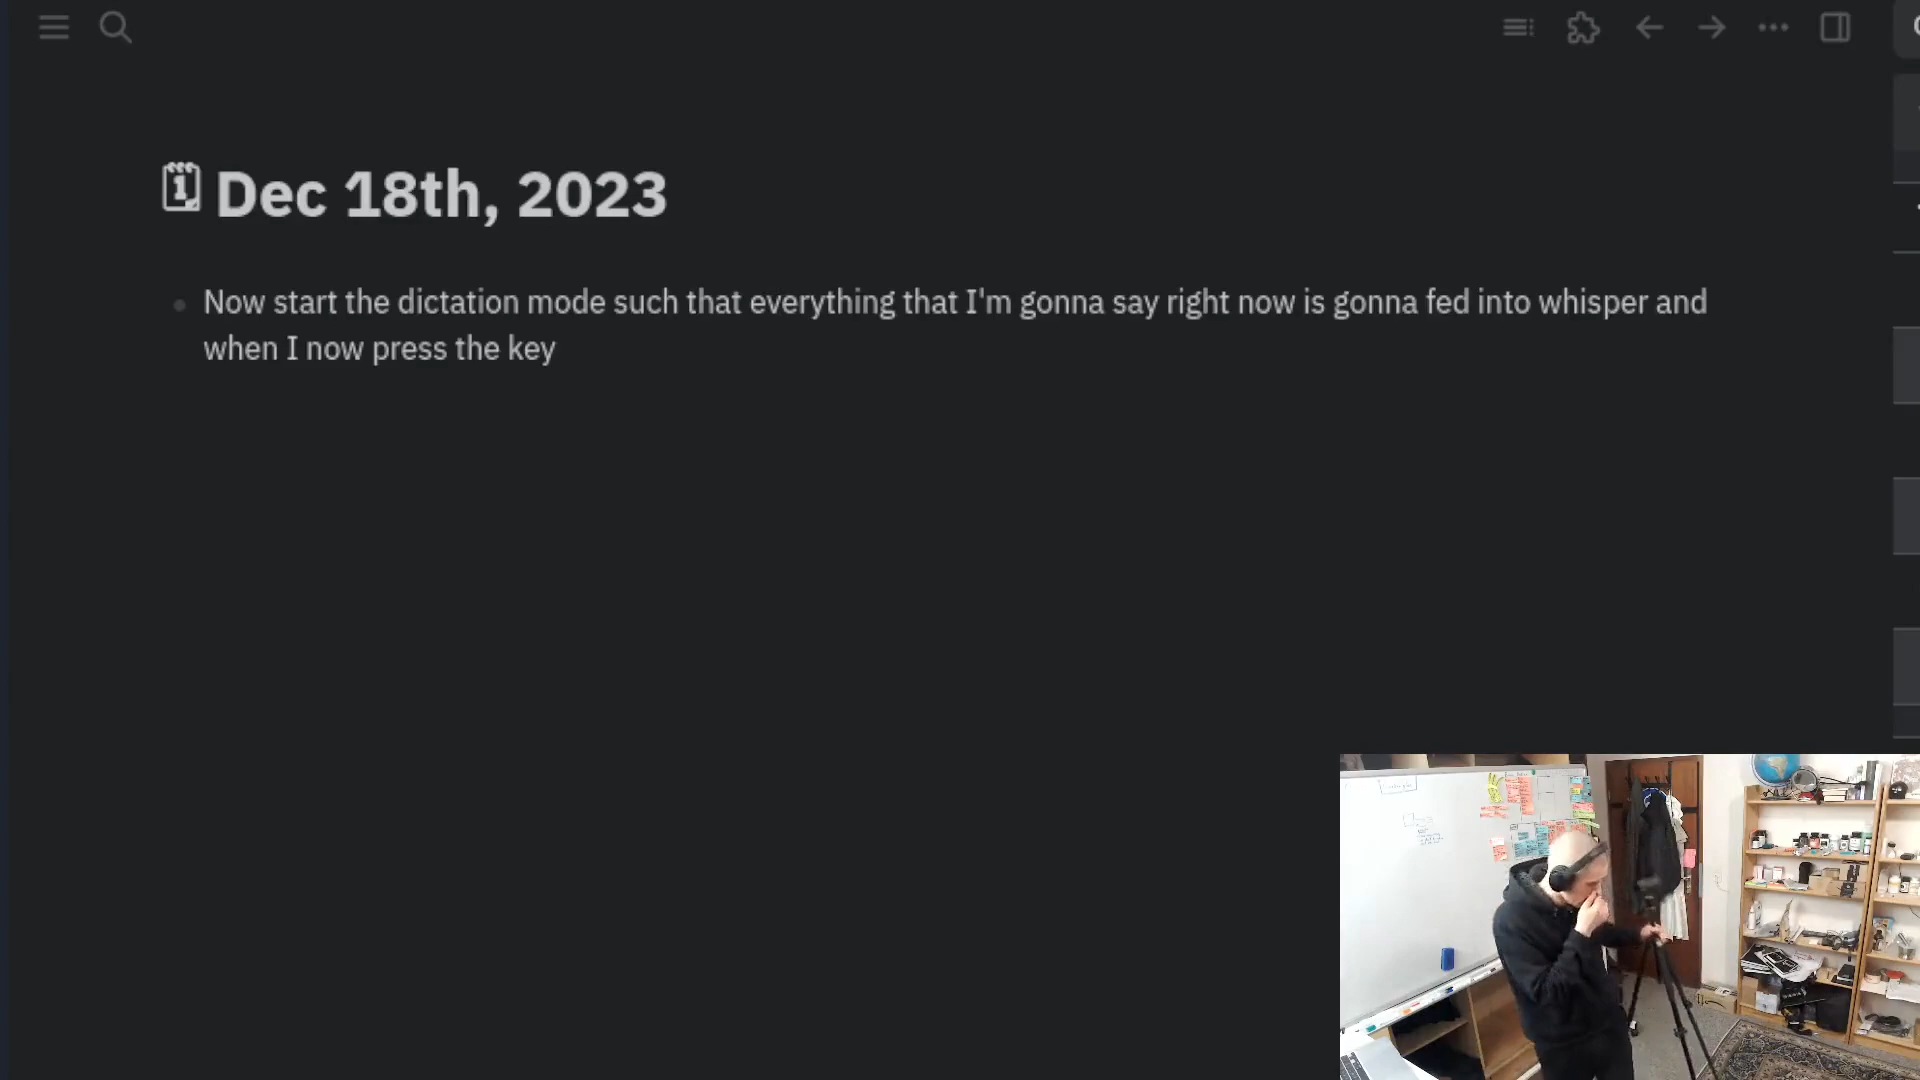 Dec 18th, 2023
Now start the dictation mode such that everything that I'm gonna say right now is gonna fed into whisper and
when I now press the key